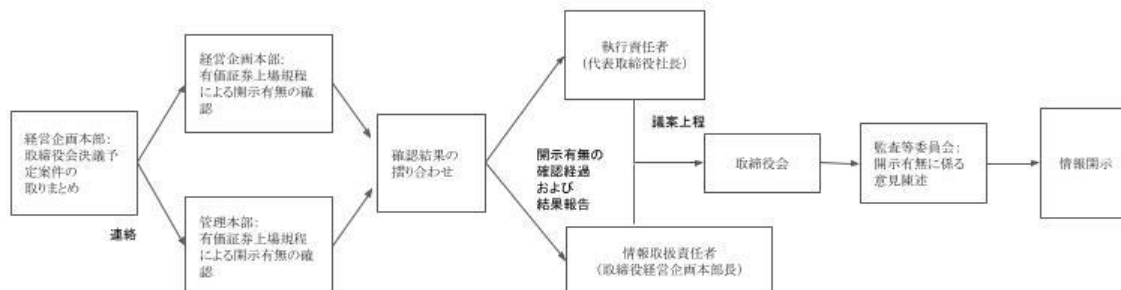 経営企画本部:
取締役会決議予
定案件の
取りまとめ
連絡
経営企画本部:
有価証券上場規程
による開示有無の確
認
管理本部:
有価証券上場規程
による開示有無の確
認
確認結果の
摺り合わせ
開示有無の
確認経過
および
結果報告
執行責任者
(代表取締役社長)
情報取扱責任者
(取締役経営企画本部長)
議案上程
取締役会
監査等委員会:
開示有無に係る
意見陳述
情報開示